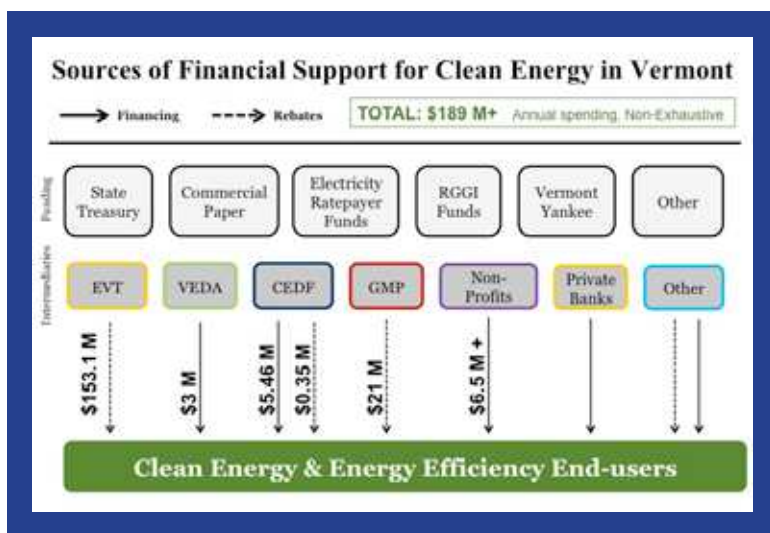 Sources of Financial Support for Clean Energy in Vermont
Financing
Rebates
TOTAL: $189 M+ Annual spending, Non-Exhaustive
Funding
State
Treasury
Commercial
Paper
Electricity
Ratepayer
Funds
RGGI
Funds
Vermont
Yankee
Other
Intermediaries
EVT
VEDA
CEDF
GMP
Non-
Profits
Private
Banks
Other
$153.1 M
$3 M
$5.46 M
$0.35 M
$21 M
$6.5 M +
Clean Energy & Energy Efficiency End-users